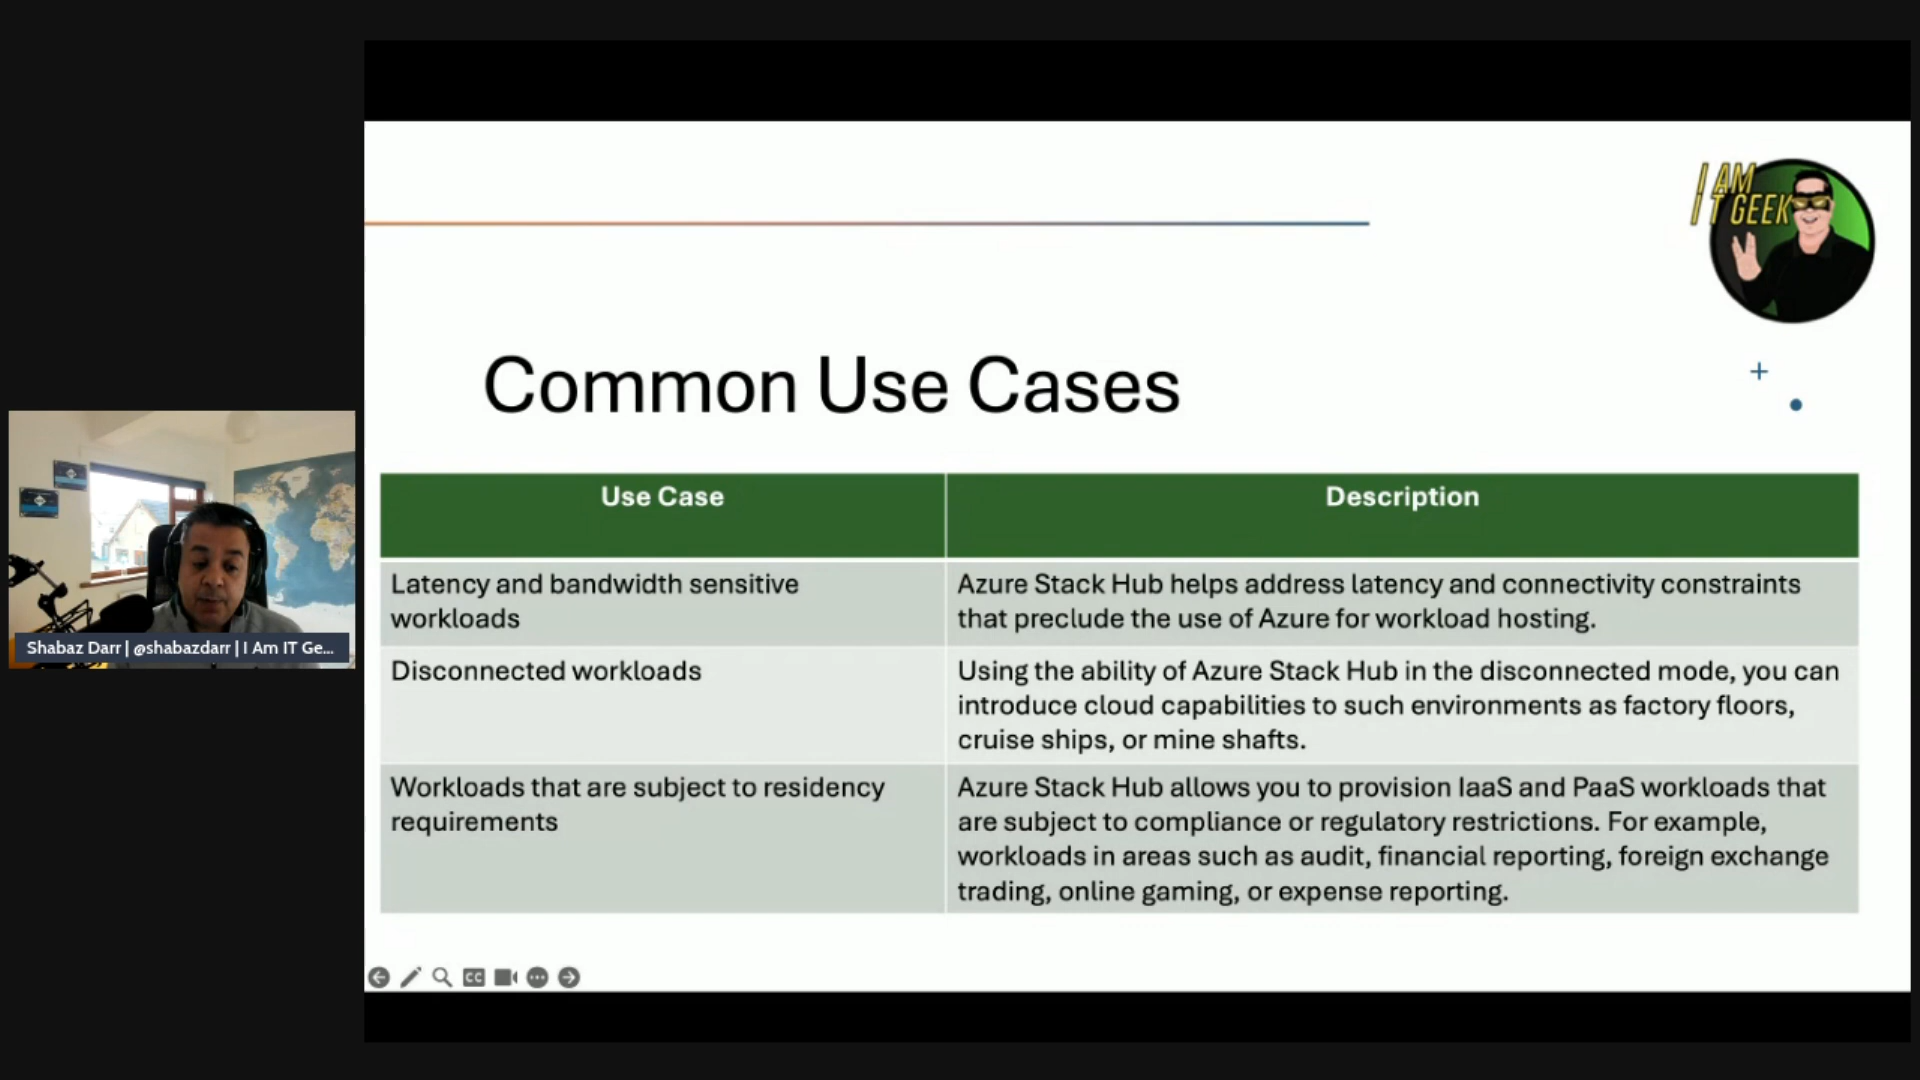 I AM
IT GEEK
Common Use Cases
Use Case
Description
Latency and bandwidth sensitive
workloads
Azure Stack Hub helps address latency and connectivity constraints
that preclude the use of Azure for workload hosting.
Disconnected workloads
Using the ability of Azure Stack Hub in the disconnected mode, you can
introduce cloud capabilities to such environments as factory floors,
cruise ships, or mine shafts.
Workloads that are subject to residency
requirements
Azure Stack Hub allows you to provision IaaS and PaaS workloads that
are subject to compliance or regulatory restrictions. For example,
workloads in areas such as audit, financial reporting, foreign exchange
trading, online gaming, or expense reporting.
Shabaz Darr | @shabazdarr | I Am IT Ge...
CC